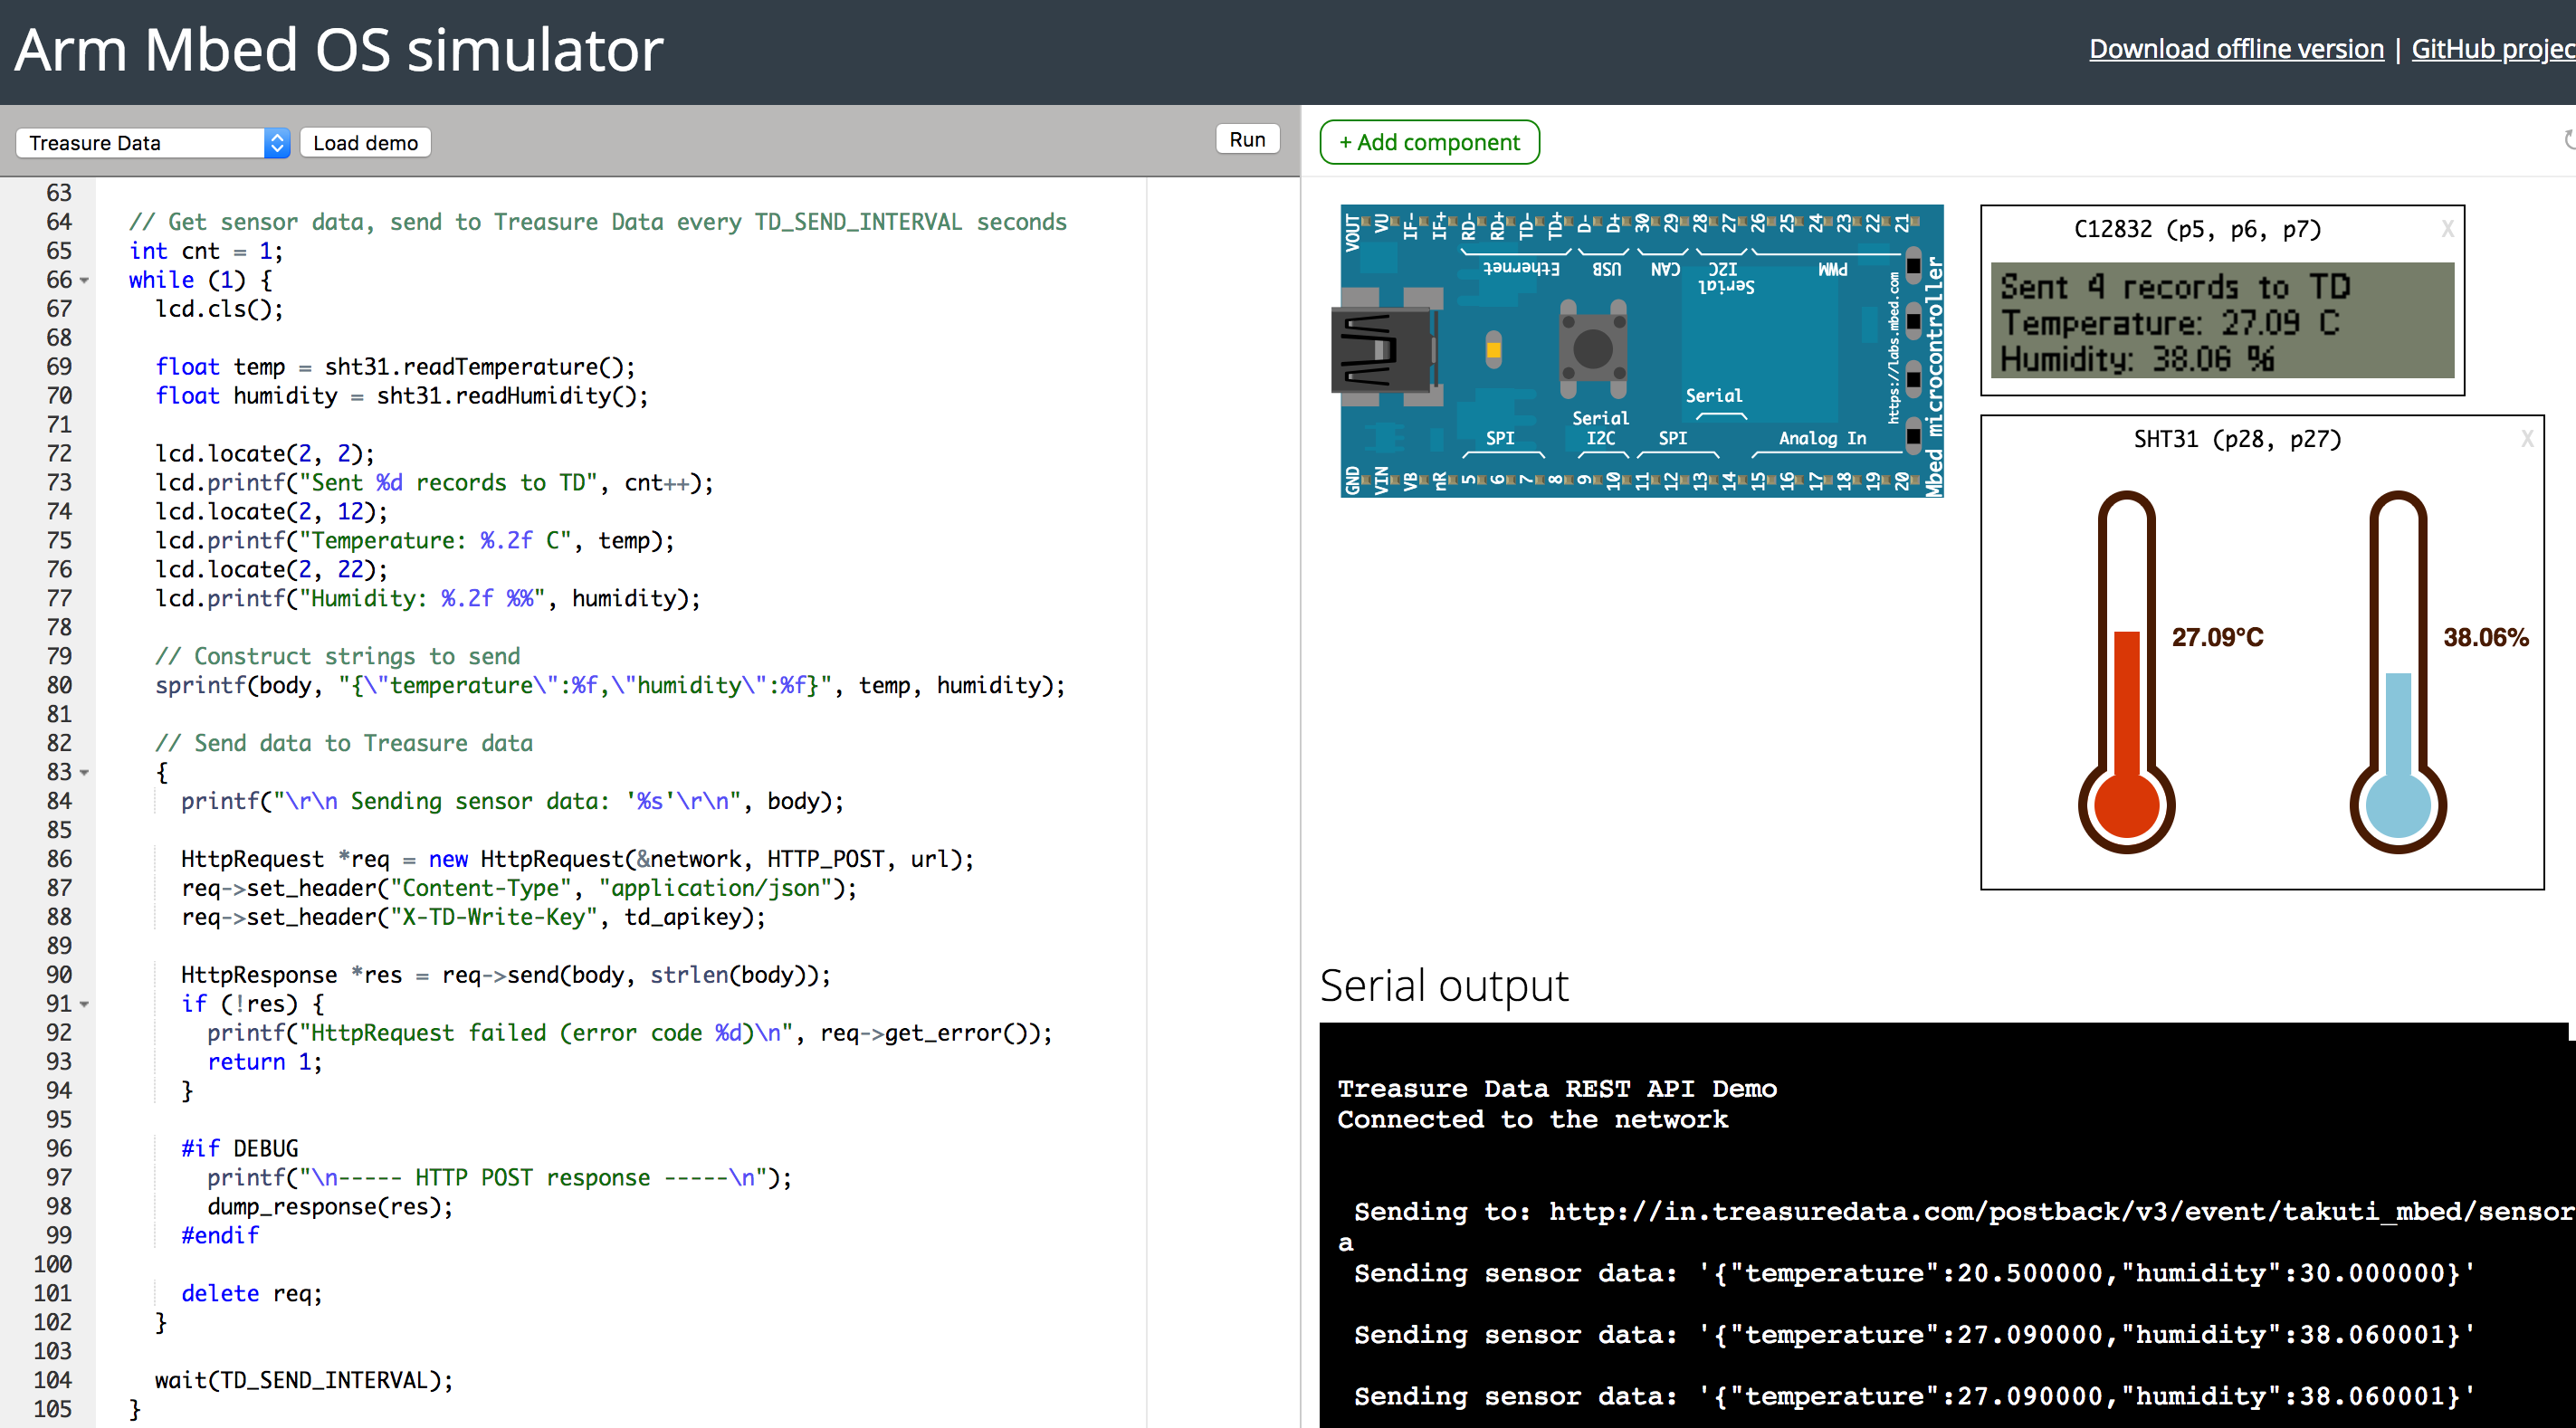 Arm Mbed OS simulator
Download offline version | GitHub projec
Treasure Data
Load demo
Run
63
64 // Get sensor data, send to Treasure Data every TD_SEND_INTERVAL seconds
65 int cnt = 1;
66 while (1) {
67 lcd.cls();
68
69 float temp = sht31.readTemperature();
70 float humidity = sht31.readHumidity();
71
72 lcd.locate(2, 2);
73 lcd.printf("Sent %d records to TD", cnt++);
74 lcd.locate(2, 12);
75 lcd.printf("Temperature: %.2f C", temp);
76 lcd.locate(2, 22);
77 lcd.printf("Humidity: %.2f %%", humidity);
78
79 // Construct strings to send
80 sprintf(body, "{\"temperature\":%f,\"humidity\":%f}", temp, humidity);
81
82 // Send data to Treasure data
83 {
84 printf("\r\n Sending sensor data: '%s'\r\n", body);
85
86 HttpRequest *req = new HttpRequest(&network, HTTP_POST, url);
87 req->set_header("Content-Type", "application/json");
88 req->set_header("X-TD-Write-Key", td_apikey);
89
90 HttpResponse *res = req->send(body, strlen(body));
91 if (!res) {
92 printf("HttpRequest failed (error code %d)\n", req->get_error());
93 return 1;
94 }
95
96 #if DEBUG
97 printf("\n----- HTTP POST response -----\n");
98 dump_response(res);
99 #endif
100
101 delete req;
102 }
103
104 wait(TD_SEND_INTERVAL);
105 }
+ Add component
VOUT VU IF- IF+ RD- RD+ TD- TD+ D- D+ 30 29 28 27 26 25 24 23 22 21
Ethernet USB CAN I2C PWM
Serial
https://labs.mbed.com
Mbed microcontroller
Serial
Serial
SPI I2C SPI Analog In
GND VIN VB nR 5 6 7 8 9 10 11 12 13 14 15 16 17 18 19 20
C12832 (p5, p6, p7) X
Sent 4 records to TD
Temperature: 27.09 C
Humidity: 38.06 %
SHT31 (p28, p27) X
27.09°C
38.06%
Serial output
Treasure Data REST API Demo
Connected to the network
Sending to: http://in.treasuredata.com/postback/v3/event/takuti_mbed/sensor
a
Sending sensor data: '{"temperature":20.500000,"humidity":30.000000}'
Sending sensor data: '{"temperature":27.090000,"humidity":38.060001}'
Sending sensor data: '{"temperature":27.090000,"humidity":38.060001}'